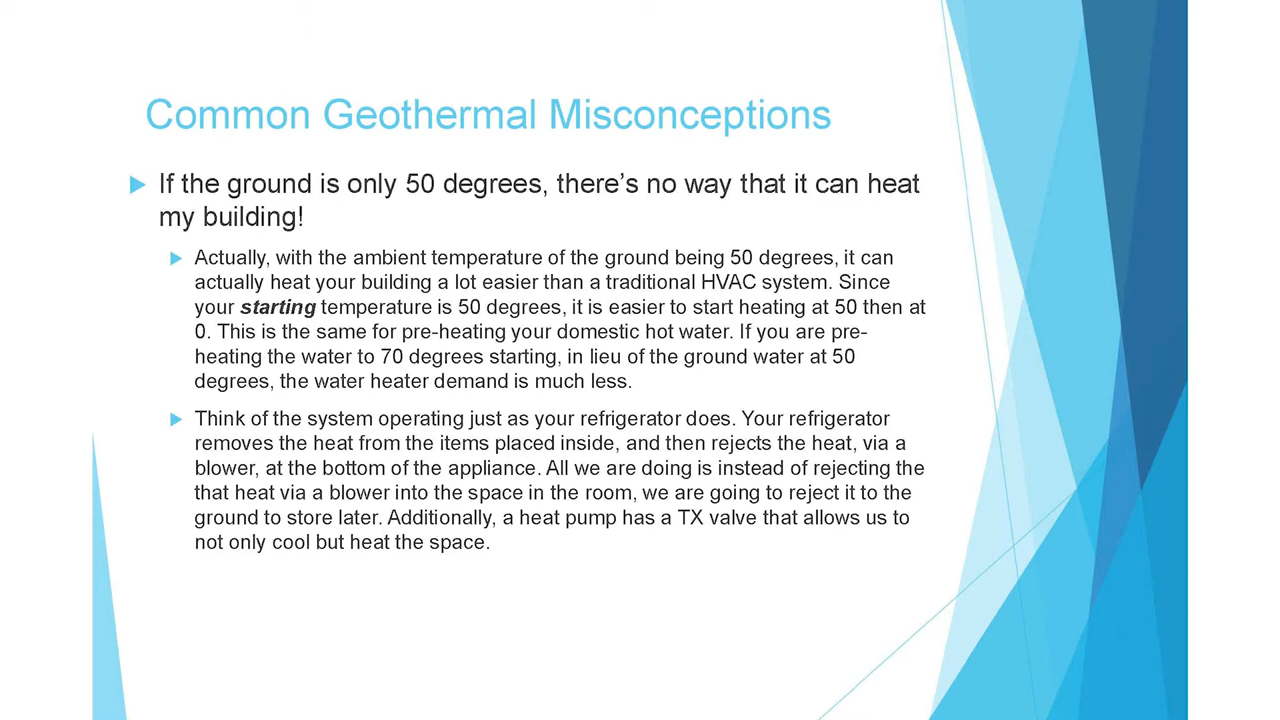 Common Geothermal Misconceptions
If the ground is only 50 degrees, there’s no way that it can heat
my building!
Actually, with the ambient temperature of the ground being 50 degrees, it can
actually heat your building a lot easier than a traditional HVAC system. Since
your starting temperature is 50 degrees, it is easier to start heating at 50 then at
0. This is the same for pre-heating your domestic hot water. If you are pre-
heating the water to 70 degrees starting, in lieu of the ground water at 50
degrees, the water heater demand is much less.
Think of the system operating just as your refrigerator does. Your refrigerator
removes the heat from the items placed inside, and then rejects the heat, via a
blower, at the bottom of the appliance. All we are doing is instead of rejecting the
that heat via a blower into the space in the room, we are going to reject it to the
ground to store later. Additionally, a heat pump has a TX valve that allows us to
not only cool but heat the space.